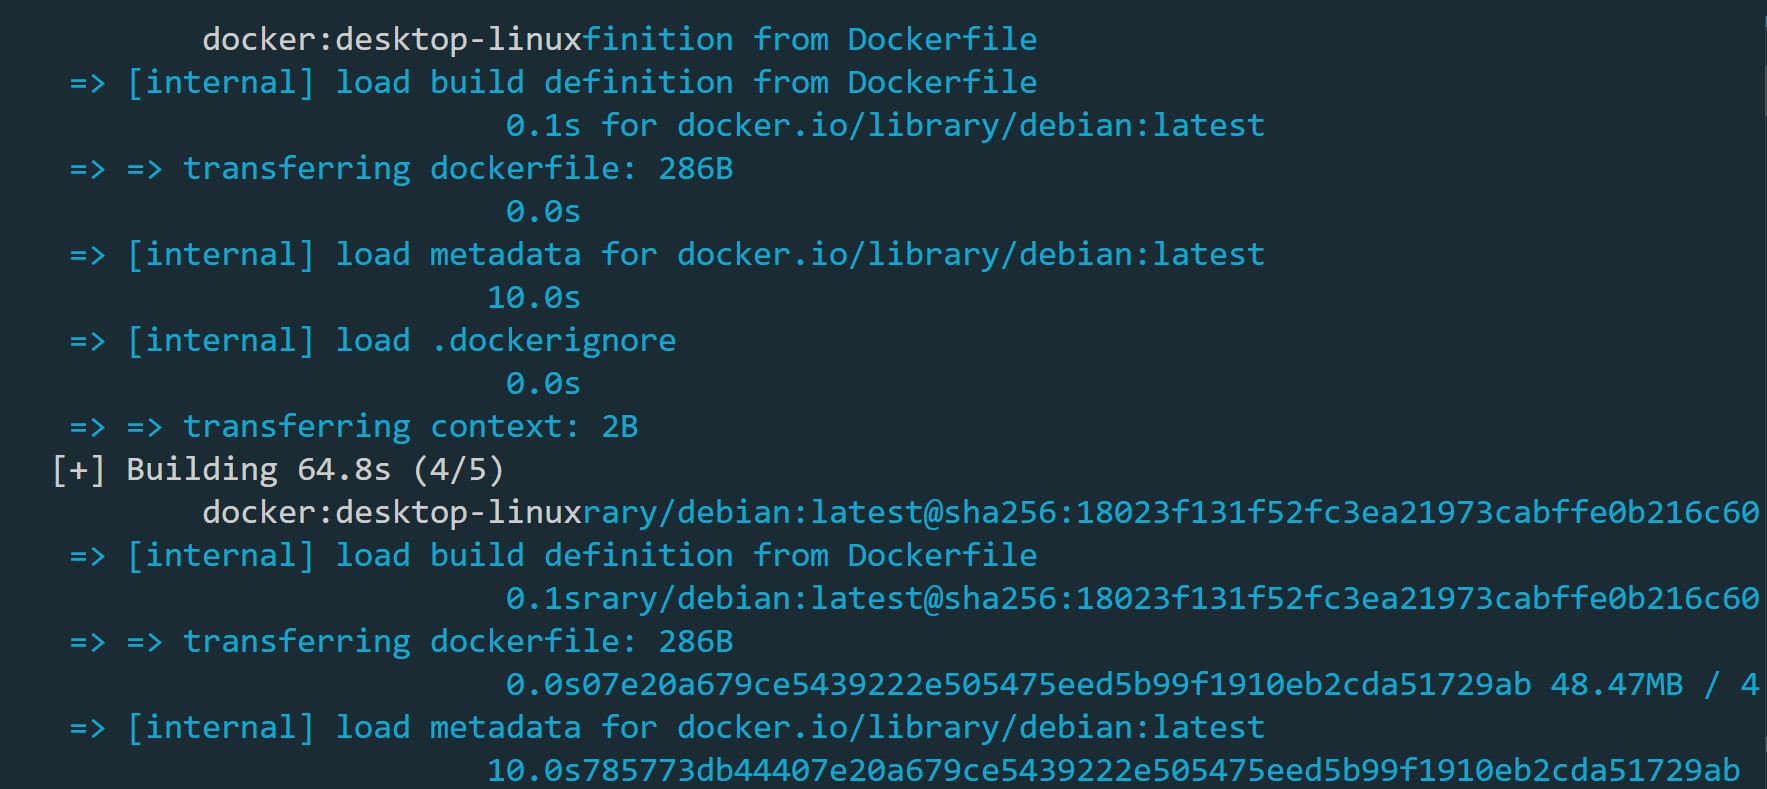 docker:desktop-linuxfinition from Dockerfile
=> [internal] load build definition from Dockerfile
0.1s for docker.io/library/debian:latest
=> => transferring dockerfile: 286B
0.0s
=> [internal] load metadata for docker.io/library/debian:latest
10.0s
=> [internal] load .dockerignore
0.0s
=> => transferring context: 2B
[+] Building 64.8s (4/5)
docker:desktop-linuxrary/debian:latest@sha256:18023f131f52fc3ea21973cabffe0b216c60
=> [internal] load build definition from Dockerfile
0.1srary/debian:latest@sha256:18023f131f52fc3ea21973cabffe0b216c60
=> => transferring dockerfile: 286B
0.0s07e20a679ce5439222e505475eed5b99f1910eb2cda51729ab 48.47MB / 4
=> [internal] load metadata for docker.io/library/debian:latest
10.0s785773db44407e20a679ce5439222e505475eed5b99f1910eb2cda51729ab